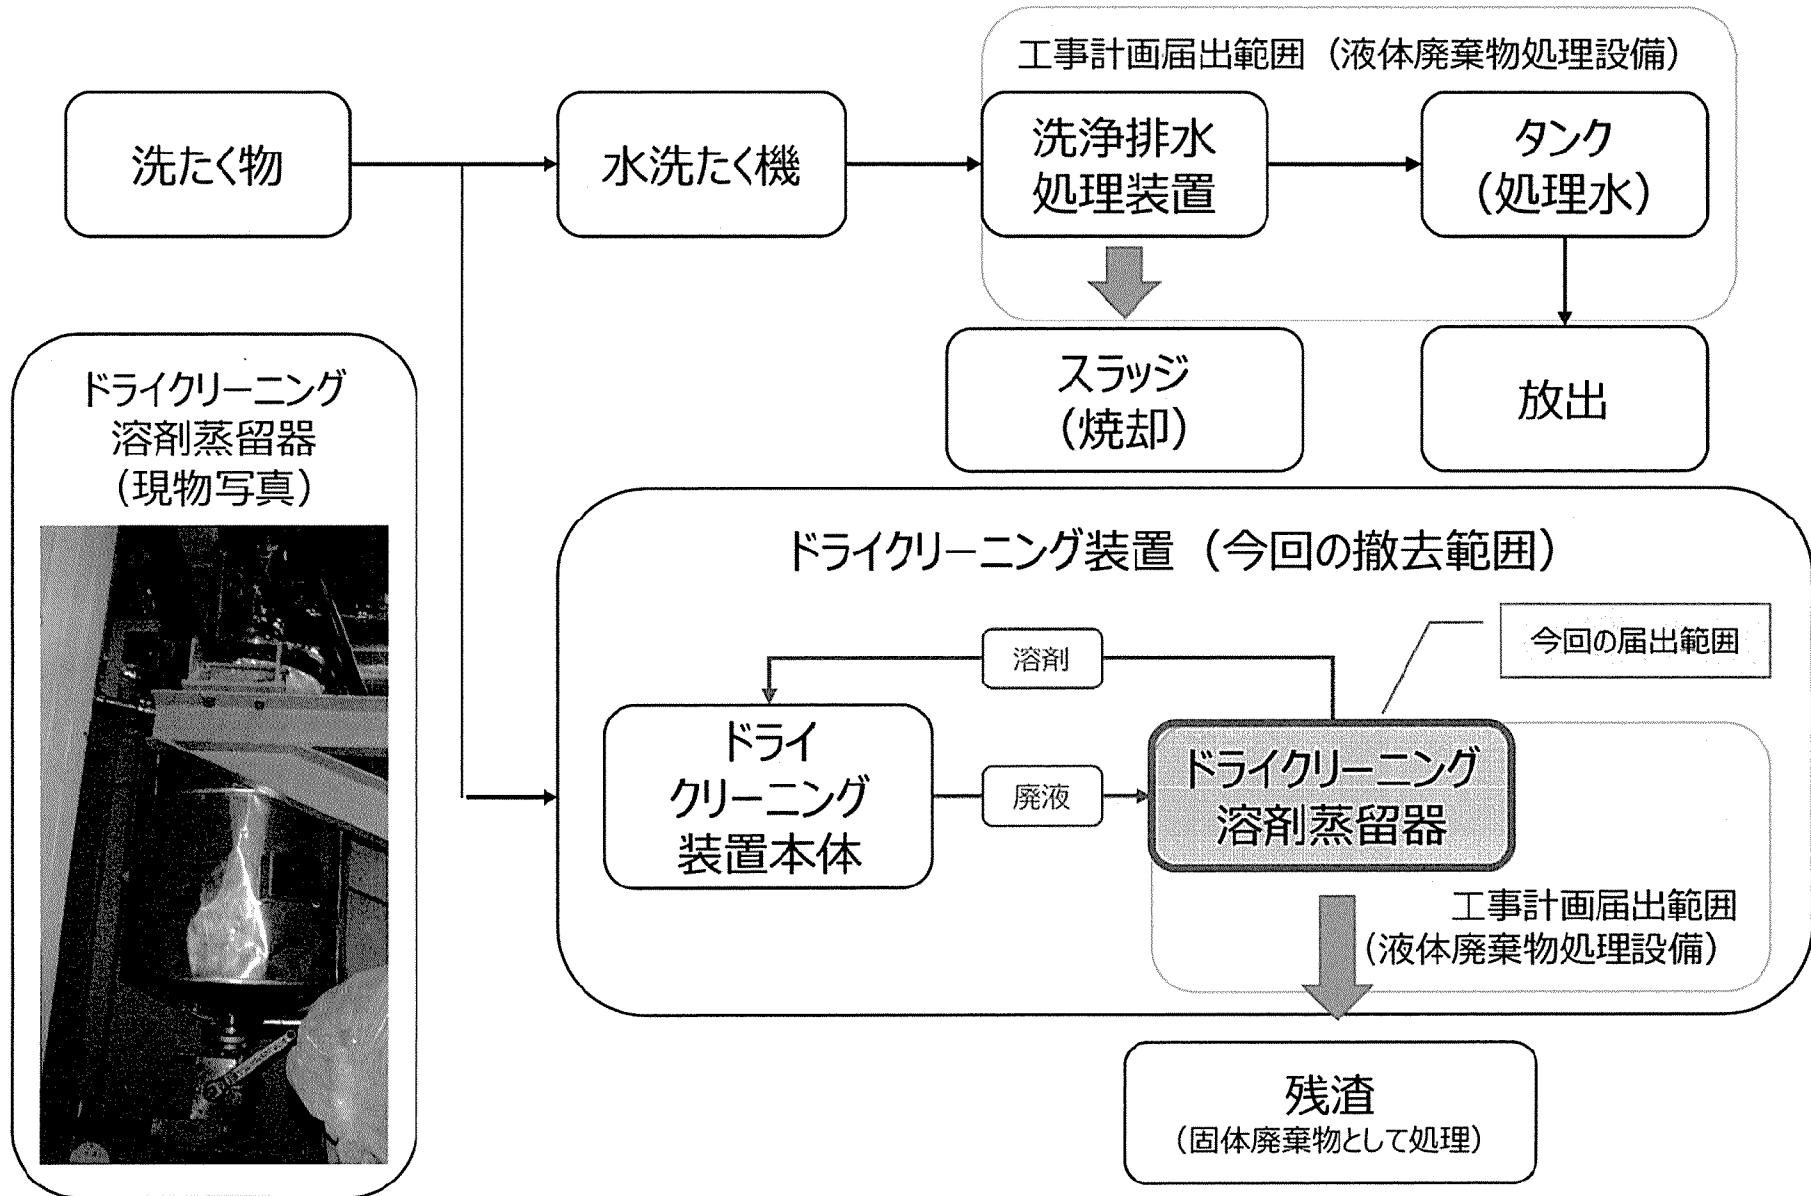 工事計画届出範囲（液体廃棄物処理設備）
洗たく物
水洗たく機
洗浄排水
処理装置
タンク
（処理水）
スラッジ
（焼却）
放出
ドライクリーニング
溶剤蒸留器
（現物写真）
ドライクリーニング装置（今回の撤去範囲）
今回の届出範囲
溶剤
ドライ
クリーニング
装置本体
廃液
ドライクリーニング
溶剤蒸留器
工事計画届出範囲
（液体廃棄物処理設備）
残渣
（固体廃棄物として処理）